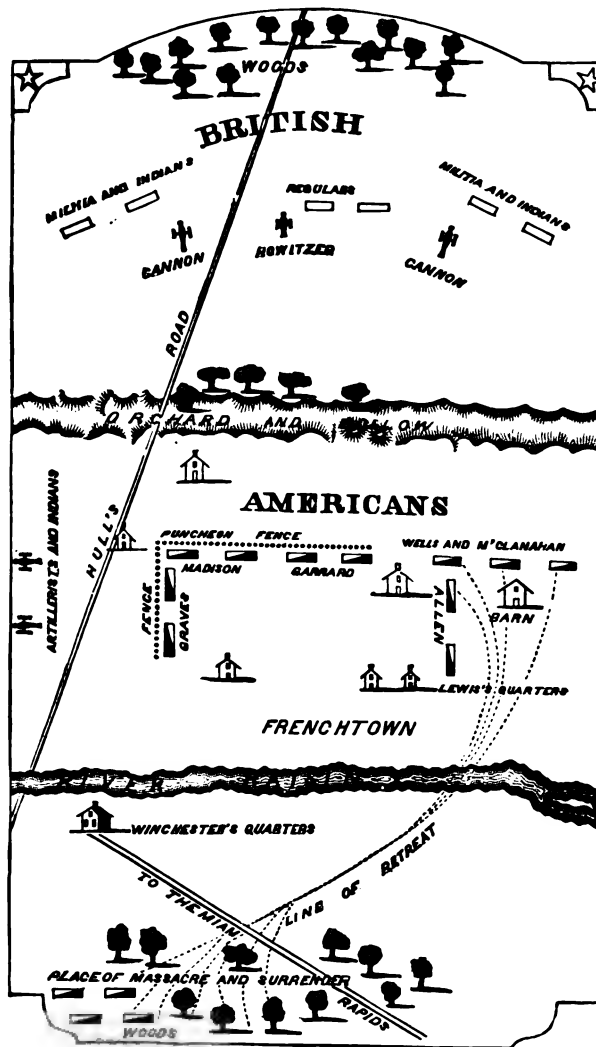 WOODS
BRITISH
MILITIA AND INDIANS
REGULARS
MILITIA AND INDIANS
CANNON
HOWITZER
CANNON
ROAD
ORCHARD AND
HULL'S
AMERICANS
ARTILLERISTS AND INDIANS
PUNCHEON FENCE
WELLS AND M'CLANAHAN
MADISON
GARRARD
FENCE
GRAVES
ALLEN
BARN
LEWIS'S QUARTERS
FRENCHTOWN
RIVER
WINCHESTER'S QUARTERS
TO THE MIAMI
RAPIDS
LINE OF RETREAT
PLACE OF MASSACRE AND SURRENDER
WOODS